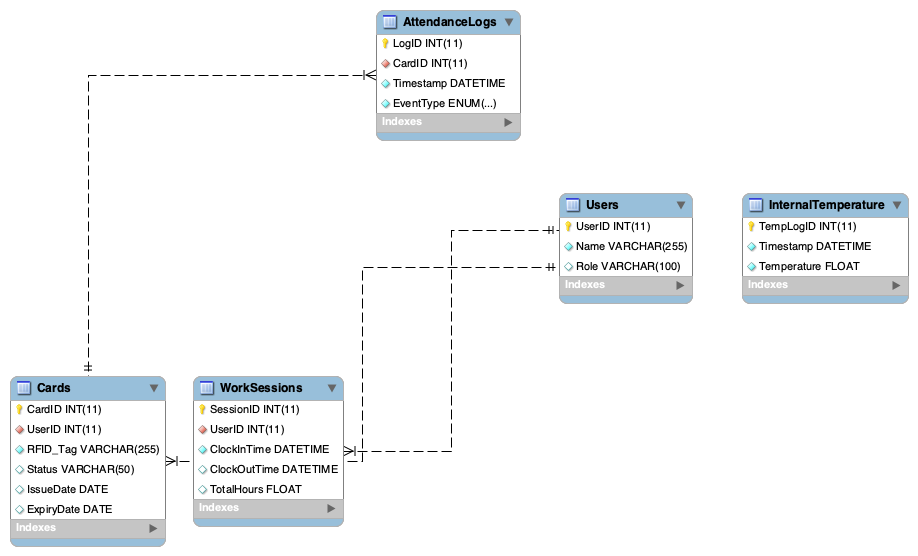 AttendanceLogs
LogID INT(11)
CardID INT(11)
Timestamp DATETIME
EventType ENUM(...)
Indexes
Users
UserID INT(11)
Name VARCHAR(255)
Role VARCHAR(100)
Indexes
InternalTemperature
TempLogID INT(11)
Timestamp DATETIME
Temperature FLOAT
Indexes
Cards
CardID INT(11)
UserID INT(11)
RFID_Tag VARCHAR(255)
Status VARCHAR(50)
IssueDate DATE
ExpiryDate DATE
Indexes
WorkSessions
SessionID INT(11)
UserID INT(11)
ClockInTime DATETIME
ClockOutTime DATETIME
TotalHours FLOAT
Indexes